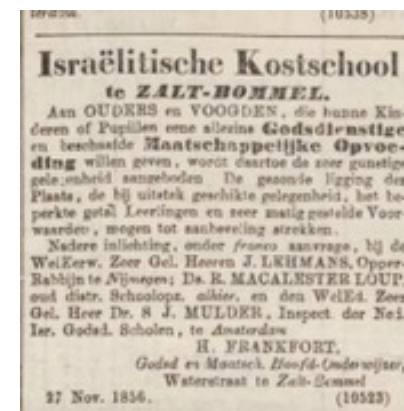 (10538)
Israëlitische Kostschool
te ZALT-BOMMEL.
Aan OUDERS en VOOGDEN, die hunne Kin-
deren of Pupillen eene allezins Godsdienstige
en beschaafde Maatschappelijke Opvoe-
ding willen geven, wordt daartoe de zeer gunstige
gelegenheid aangeboden De gezonde ligging der
Plaats, de bij uitstek geschikte gelegenheid, het be-
perkte getal Leerlingen en zeer matig gestelde Voor-
waarden, mogen tot aanbeveling strekken.
Nadere inlichting, onder franco aanvrage, bij de
WelEerw. Zeer Gel. Heeren J. LEHMANS, Opper-
Rabbijn te Nijmegen; Ds. R. MACALESTER LOUP,
oud distr. Schoolopz. alhier, en den WelEd. Zeer
Gel. Heer Dr. S J. MULDER, Inspect der Ned.
Isr. Godsd. Scholen, te Amsterdam
H. FRANKFORT,
Godsd en Maatsch. Hoofd-Onderwijzer,
Waterstraat te Zalt-Bommel
27 Nov. 1856. (10523)